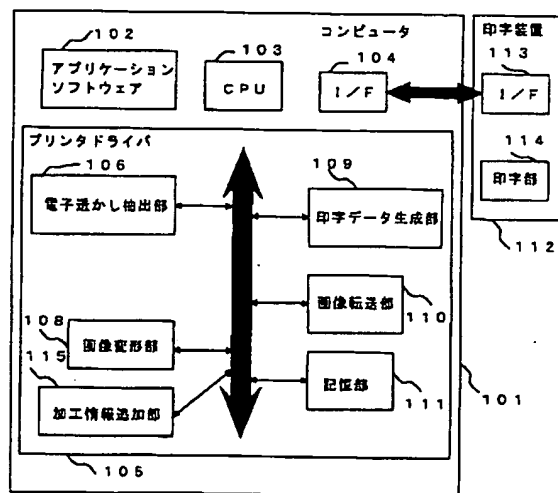 コンピュータ
印字装置
102
103
104
113
アプリケーション
ソフトウェア
CPU
I/F
I/F
プリンタドライバ
114
印字部
106
109
112
電子透かし抽出部
印字データ生成部
画像転送部
110
108
画像変形部
115
記憶部
111
101
加工情報追加部
105